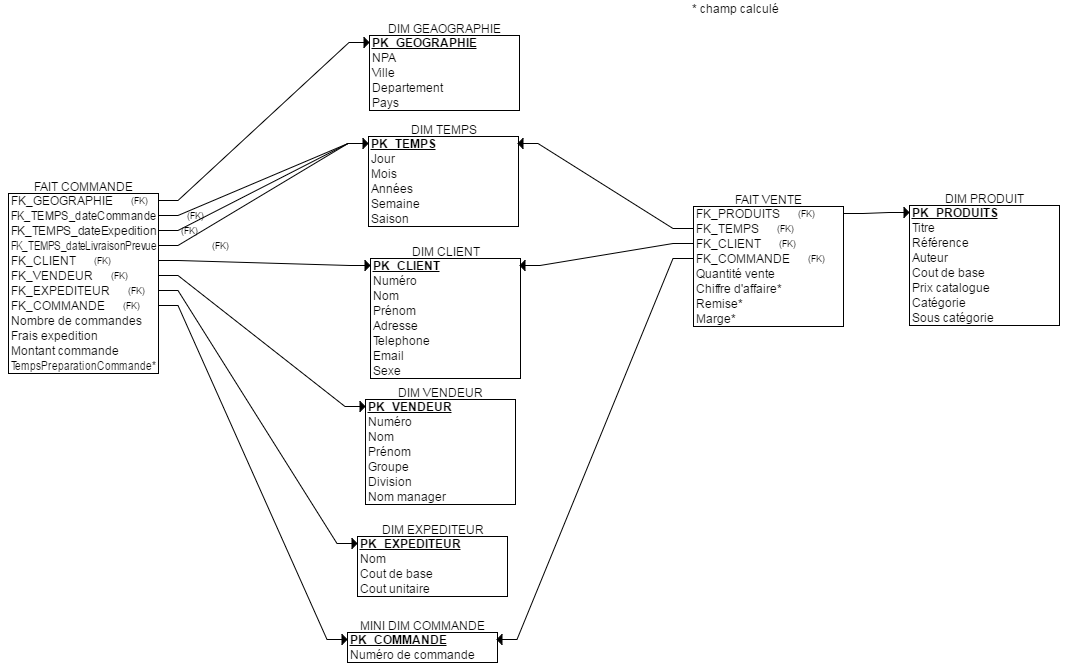 * champ calculé
DIM GEAOGRAPHIE
PK_GEOGRAPHIE
NPA
Ville
Departement
Pays
DIM TEMPS
PK_TEMPS
Jour
Mois
Années
Semaine
Saison
FAIT COMMANDE
FK_GEOGRAPHIE (FK)
FK_TEMPS_dateCommande (FK)
FK_TEMPS_dateExpedition (FK)
FK_TEMPS_dateLivraisonPrevue (FK)
FK_CLIENT (FK)
FK_VENDEUR (FK)
FK_EXPEDITEUR (FK)
FK_COMMANDE (FK)
Nombre de commandes
Frais expedition
Montant commande
TempsPreparationCommande*
FAIT VENTE
FK_PRODUITS (FK)
FK_TEMPS (FK)
FK_CLIENT (FK)
FK_COMMANDE (FK)
Quantité vente
Chiffre d'affaire*
Remise*
Marge*
DIM PRODUIT
PK_PRODUITS
Titre
Référence
Auteur
Cout de base
Prix catalogue
Catégorie
Sous catégorie
DIM CLIENT
PK_CLIENT
Numéro
Nom
Prénom
Adresse
Telephone
Email
Sexe
DIM VENDEUR
PK_VENDEUR
Numéro
Nom
Prénom
Groupe
Division
Nom manager
DIM EXPEDITEUR
PK_EXPEDITEUR
Nom
Cout de base
Cout unitaire
MINI DIM COMMANDE
PK_COMMANDE
Numéro de commande